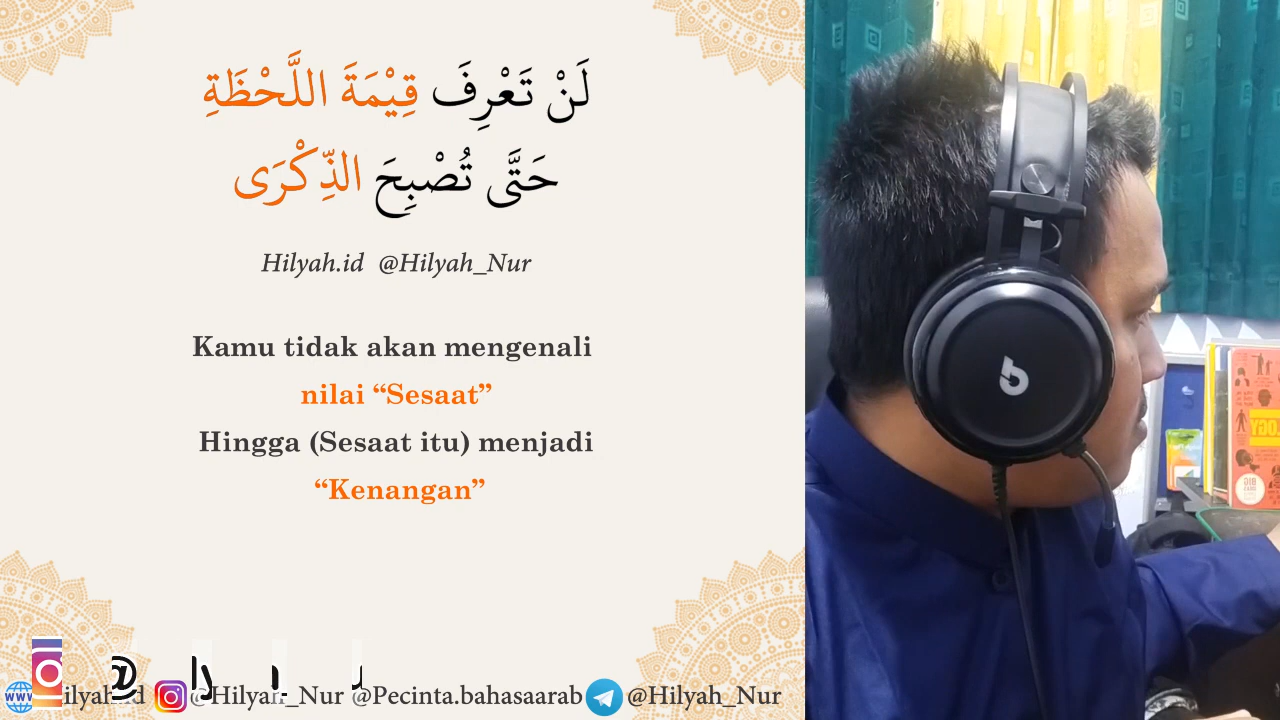 لَنْ تَعْرِفَ قِيْمَةَ اللَّحْظَةِ
حَتَّى تُصْبِحَ الذِّكْرَى
Hilyah.id @Hilyah_Nur
Kamu tidak akan mengenali
nilai “Sesaat”
Hingga (Sesaat itu) menjadi
“Kenangan”
@Hilyah_Nur @Pecinta.bahasaarab @Hilyah_Nur